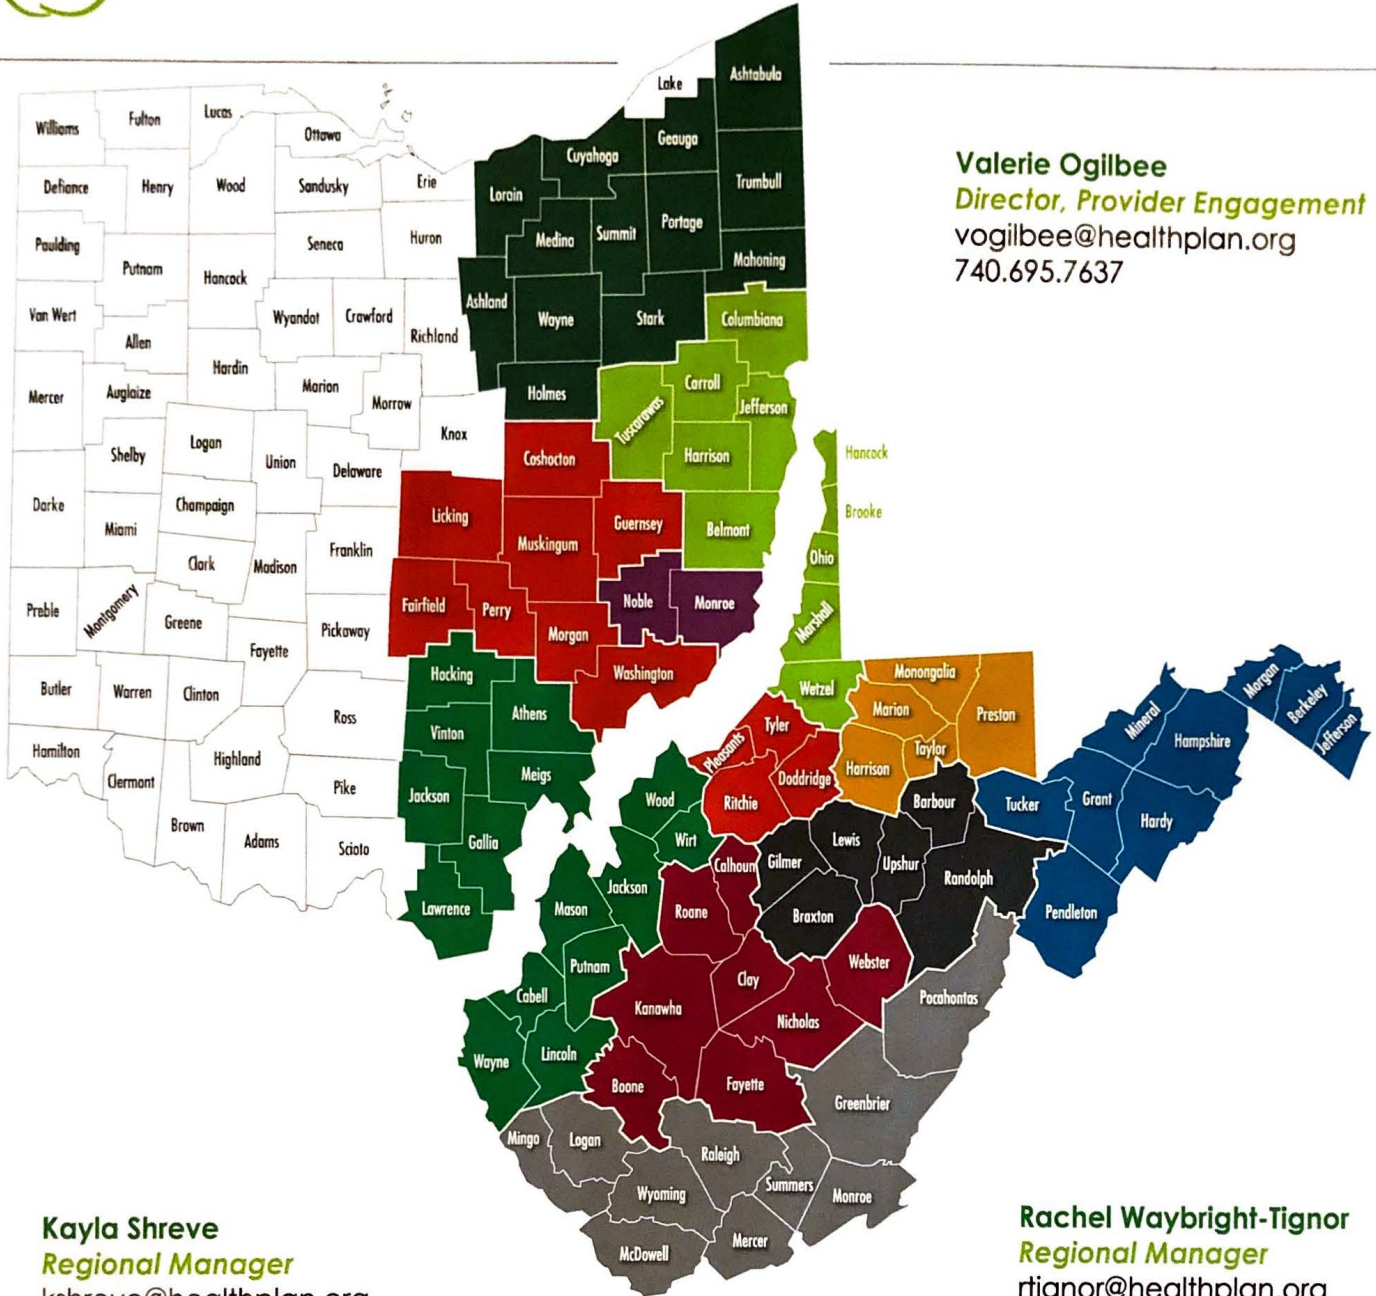 Lake
Ashtabula
Williams
Fulton
Lucas
Ottawa
Geauga
Cuyahoga
Defiance
Henry
Wood
Sandusky
Erie
Lorain
Trumbull
Paulding
Seneca
Huron
Medina
Summit
Portage
Putnam
Hancock
Mahoning
Van Wert
Wyandot
Crawford
Richland
Ashland
Wayne
Stark
Columbiana
Allen
Hardin
Mercer
Auglaize
Marion
Morrow
Holmes
Carroll
Jefferson
Tuscarawas
Knox
Logan
Union
Shelby
Delaware
Coshocton
Harrison
Hancock
Darke
Champaign
Miami
Licking
Guernsey
Belmont
Brooke
Franklin
Muskingum
Clark
Madison
Ohio
Preble
Montgomery
Greene
Fairfield
Perry
Noble
Monroe
Pickaway
Morgan
Marshall
Fayette
Butler
Warren
Clinton
Hocking
Washington
Wetzel
Monongalia
Ross
Athens
Marion
Preston
Vinton
Tyler
Hamilton
Highland
Pleasants
Taylor
Harrison
Clermont
Pike
Meigs
Doddridge
Jackson
Wood
Ritchie
Barbour
Tucker
Grant
Mineral
Hampshire
Morgan
Berkeley
Jefferson
Hardy
Brown
Adams
Scioto
Gallia
Wirt
Lewis
Calhoun
Gilmer
Upshur
Randolph
Jackson
Lawrence
Mason
Roane
Braxton
Pendleton
Putnam
Clay
Webster
Cabell
Kanawha
Nicholas
Pocahontas
Wayne
Lincoln
Boone
Fayette
Greenbrier
Mingo
Logan
Raleigh
Summers
Wyoming
Monroe
McDowell
Mercer
Valerie Ogilbee
Director, Provider Engagement
vogilbee@healthplan.org
740.695.7637
Kayla Shreve
Regional Manager
kshreve@healthplan.org
Rachel Waybright-Tignor
Regional Manager
rtignor@healthplan.org